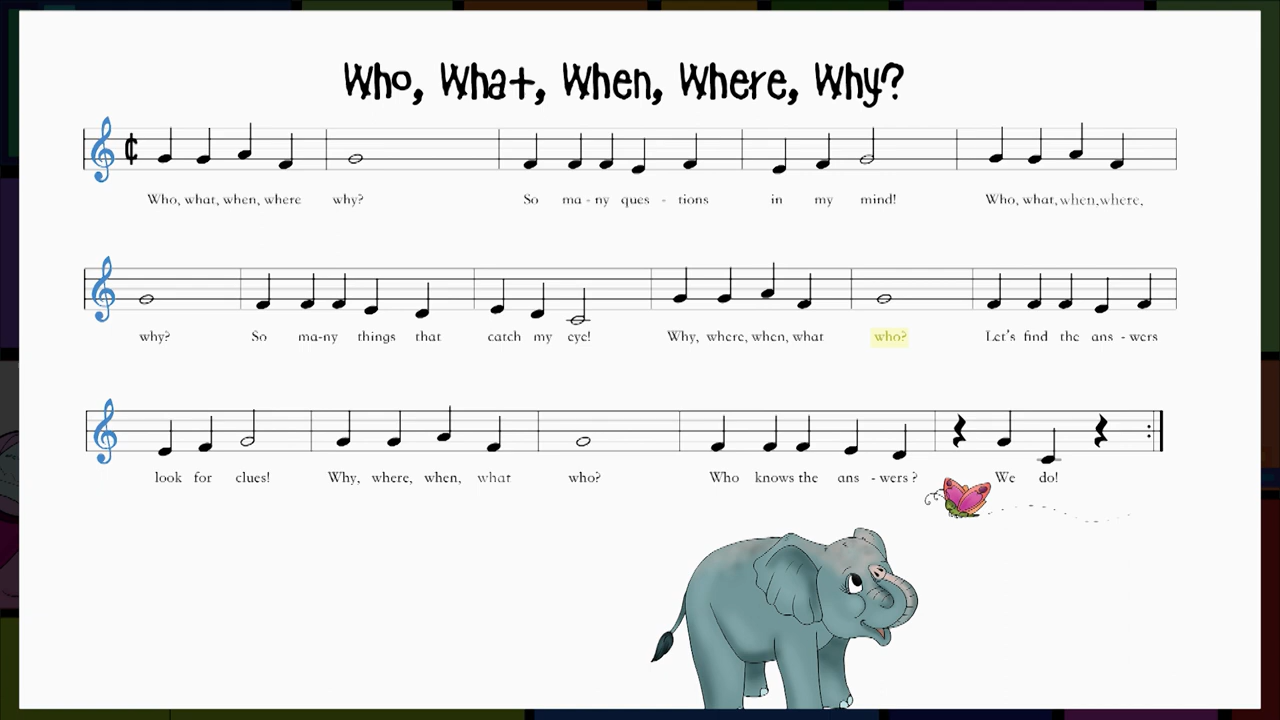 Who, What, When, Where, Why?
Who, what, when, where why? So ma - ny ques - tions in my mind! Who, what, when, where,
why? So ma-ny things that catch my eye! Why, where, when, what who? Let's find the ans - wers
look for clues! Why, where, when, what who? Who knows the ans - wers? We do!